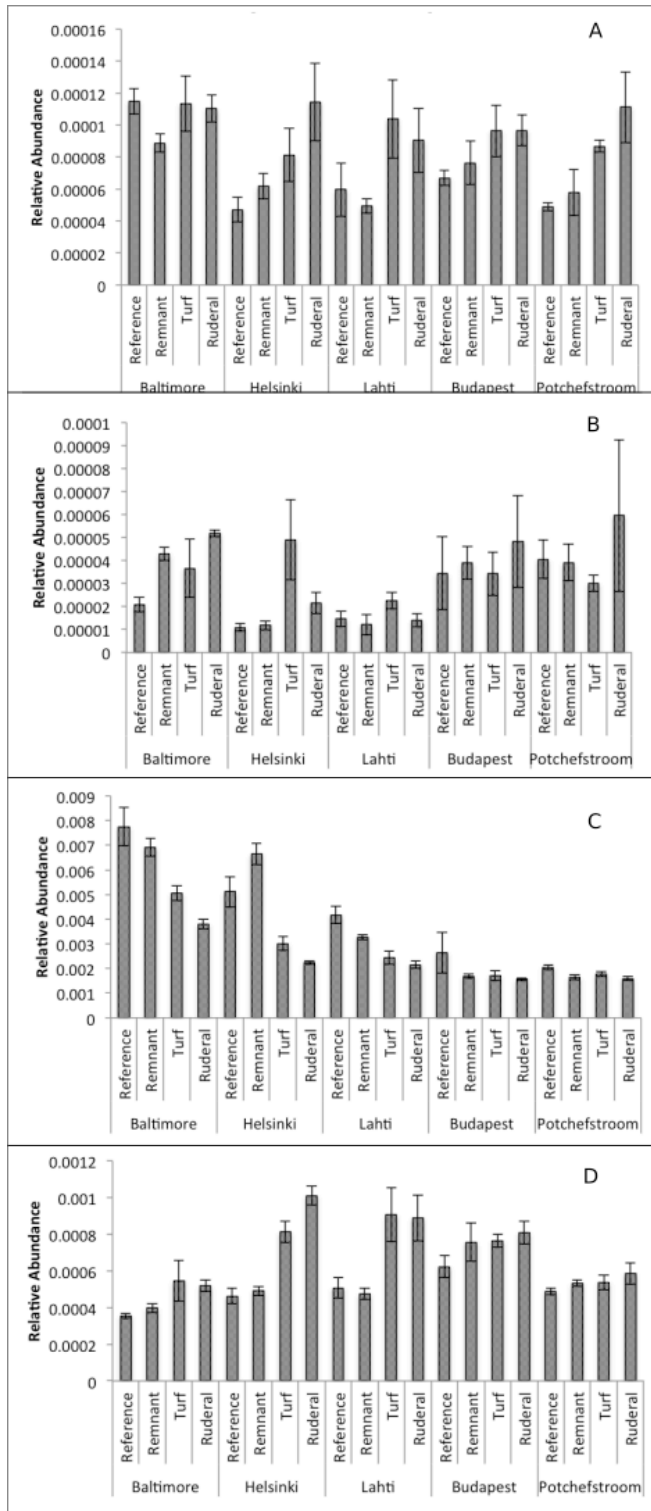 A
Relative Abundance
0.00016
0.00014
0.00012
0.0001
0.00008
0.00006
0.00004
0.00002
0
Reference Remnant Turf Ruderal Reference Remnant Turf Ruderal Reference Remnant Turf Ruderal Reference Remnant Turf Ruderal Reference Remnant Turf Ruderal
Baltimore Helsinki Lahti Budapest Potchefstroom
B
Relative Abundance
0.0001
0.00009
0.00008
0.00007
0.00006
0.00005
0.00004
0.00003
0.00002
0.00001
0
Reference Remnant Turf Ruderal Reference Remnant Turf Ruderal Reference Remnant Turf Ruderal Reference Remnant Turf Ruderal Reference Remnant Turf Ruderal
Baltimore Helsinki Lahti Budapest Potchefstroom
C
Relative Abundance
0.009
0.008
0.007
0.006
0.005
0.004
0.003
0.002
0.001
0
Reference Remnant Turf Ruderal Reference Remnant Turf Ruderal Reference Remnant Turf Ruderal Reference Remnant Turf Ruderal Reference Remnant Turf Ruderal
Baltimore Helsinki Lahti Budapest Potchefstroom
D
Relative Abundance
0.0012
0.001
0.0008
0.0006
0.0004
0.0002
0
Reference Remnant Turf Ruderal Reference Remnant Turf Ruderal Reference Remnant Turf Ruderal Reference Remnant Turf Ruderal Reference Remnant Turf Ruderal
Baltimore Helsinki Lahti Budapest Potchefstroom